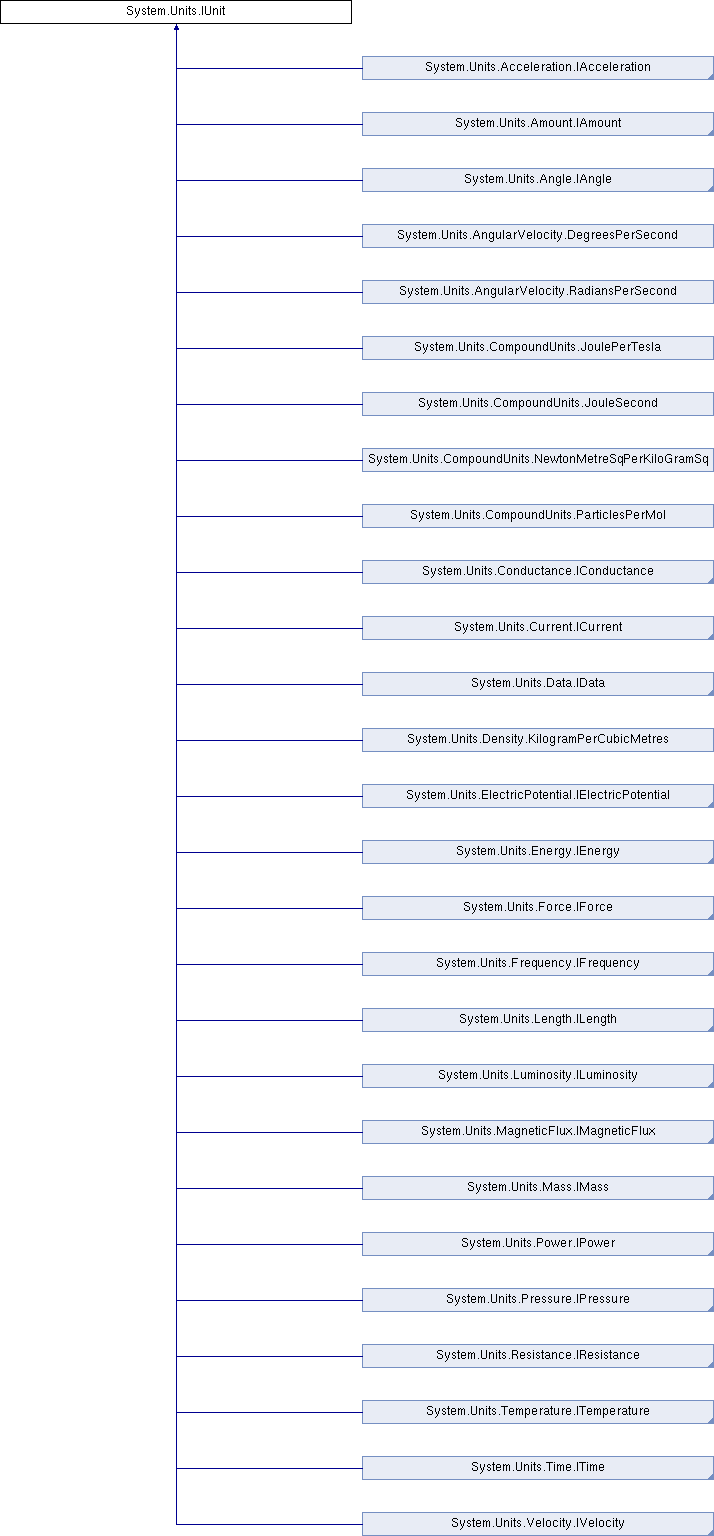 System.Units.IUnit
System.Units.Acceleration.IAcceleration
System.Units.Amount.IAmount
System.Units.Angle.IAngle
System.Units.AngularVelocity.DegreesPerSecond
System.Units.AngularVelocity.RadiansPerSecond
System.Units.CompoundUnits.JoulePerTesla
System.Units.CompoundUnits.JouleSecond
System.Units.CompoundUnits.NewtonMetreSqPerKiloGramSq
System.Units.CompoundUnits.ParticlesPerMol
System.Units.Conductance.IConductance
System.Units.Current.ICurrent
System.Units.Data.IData
System.Units.Density.KilogramPerCubicMetres
System.Units.ElectricPotential.IElectricPotential
System.Units.Energy.IEnergy
System.Units.Force.IForce
System.Units.Frequency.IFrequency
System.Units.Length.ILength
System.Units.Luminosity.ILuminosity
System.Units.MagneticFlux.IMagneticFlux
System.Units.Mass.IMass
System.Units.Power.IPower
System.Units.Pressure.IPressure
System.Units.Resistance.IResistance
System.Units.Temperature.ITemperature
System.Units.Time.ITime
System.Units.Velocity.IVelocity